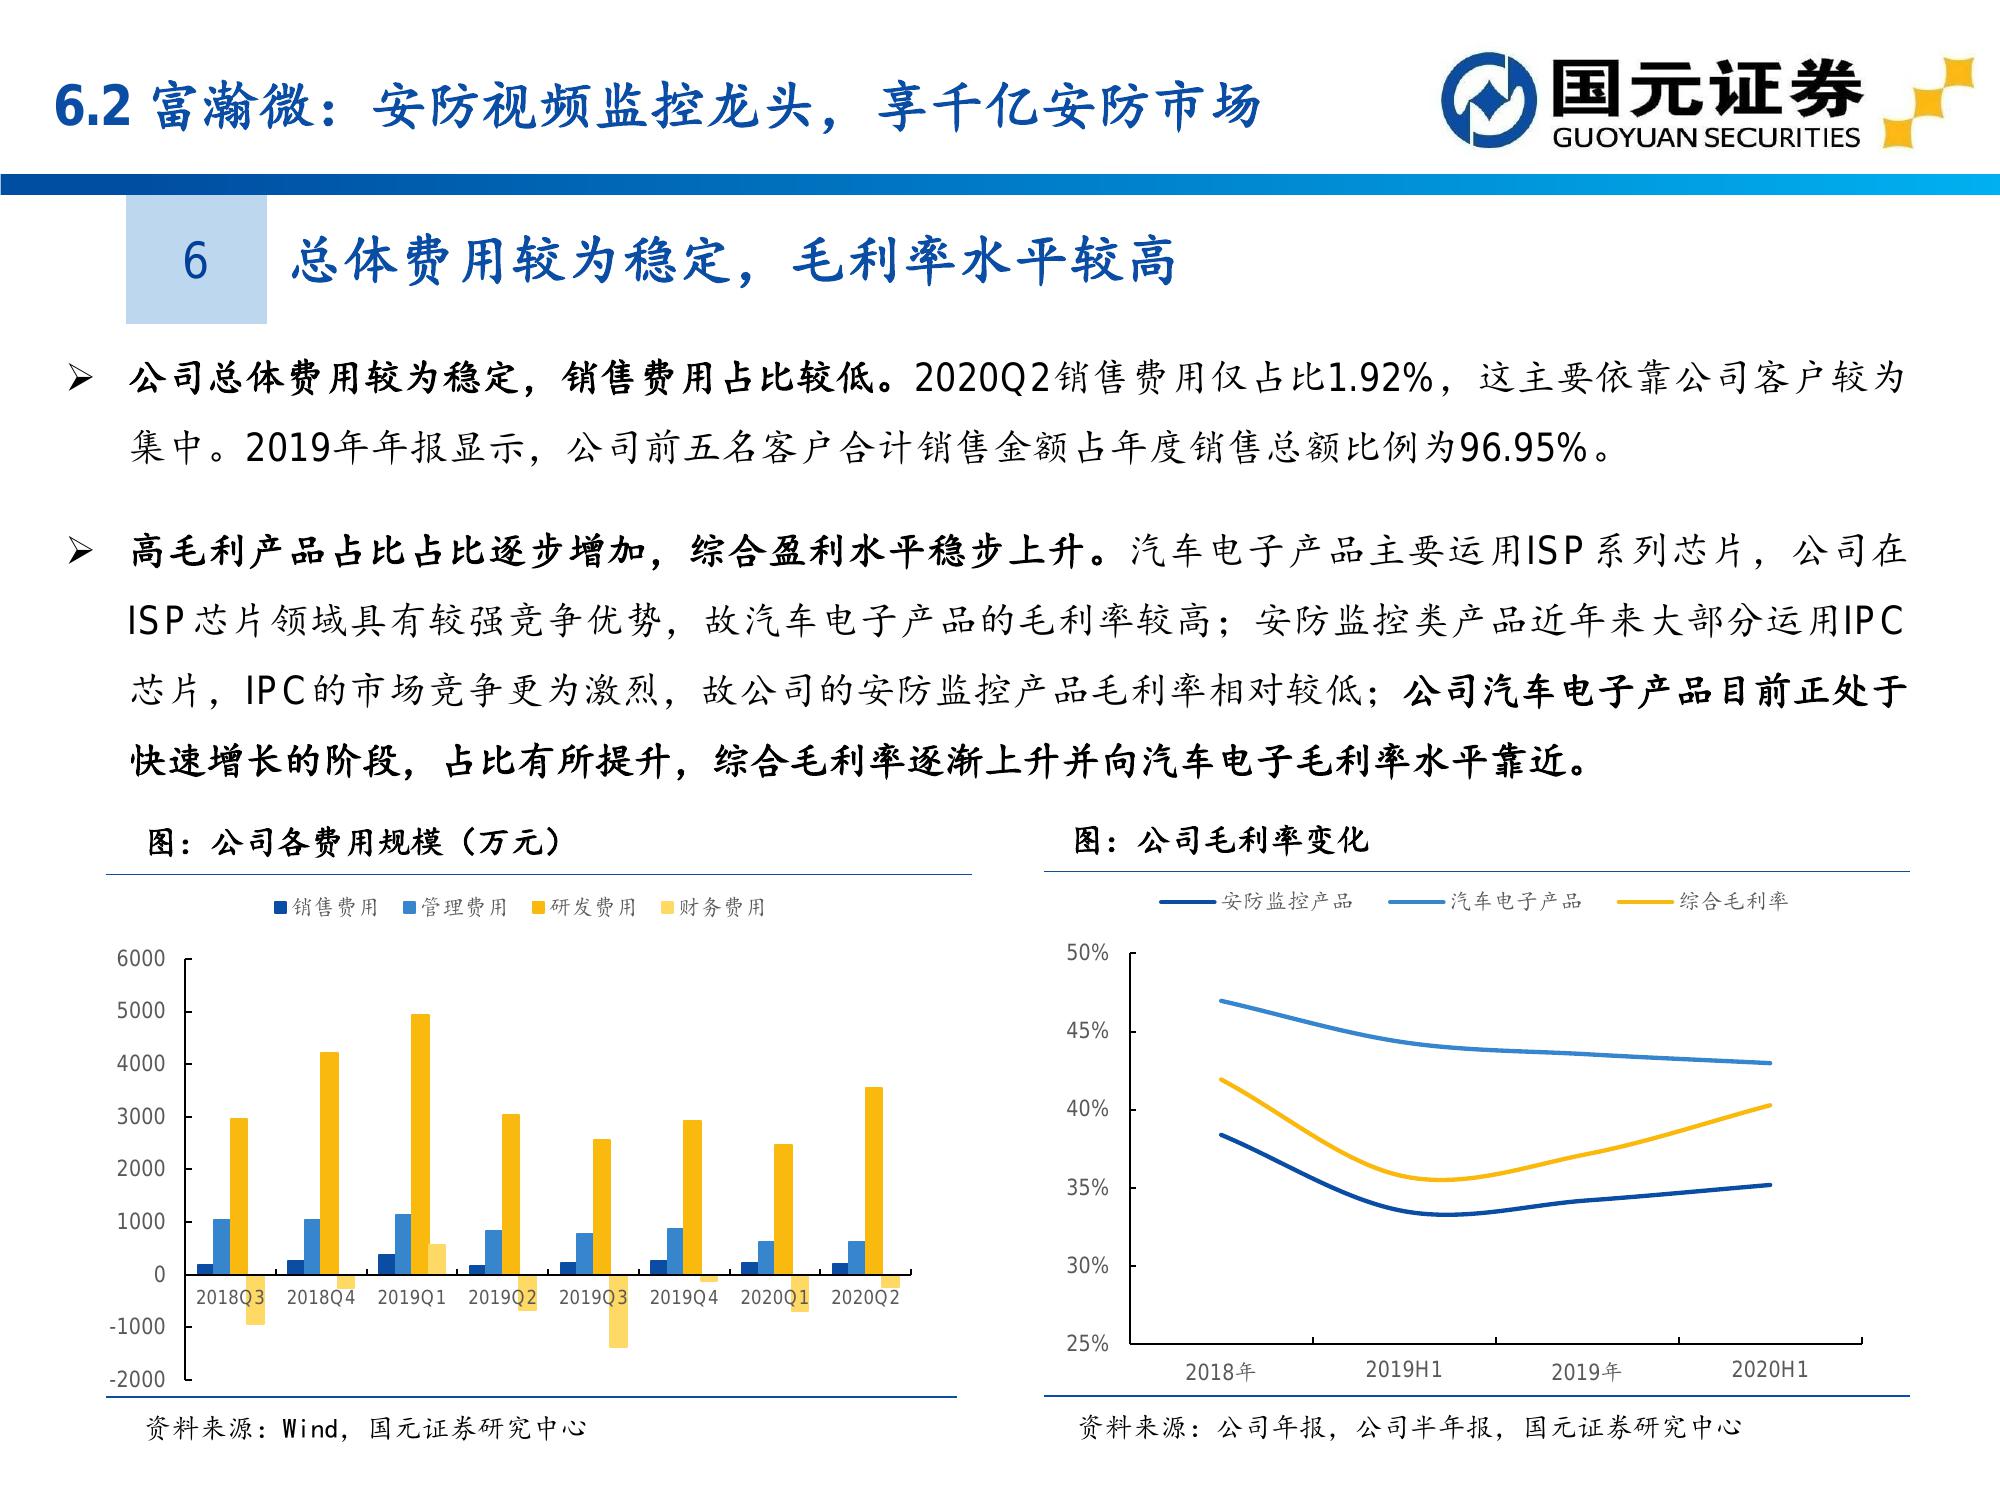 6.2 富瀚微：安防视频监控龙头，享千亿安防市场
国元证券
GUOYUAN SECURITIES
6
总体费用较为稳定，毛利率水平较高
➢ 公司总体费用较为稳定，销售费用占比较低。2020Q2销售费用仅占比1.92%，这主要依靠公司客户较为
集中。2019年年报显示，公司前五名客户合计销售金额占年度销售总额比例为96.95%。
➢ 高毛利产品占比占比逐步增加，综合盈利水平稳步上升。汽车电子产品主要运用ISP系列芯片，公司在
ISP芯片领域具有较强竞争优势，故汽车电子产品的毛利率较高；安防监控类产品近年来大部分运用IPC
芯片，IPC的市场竞争更为激烈，故公司的安防监控产品毛利率相对较低；公司汽车电子产品目前正处于
快速增长的阶段，占比有所提升，综合毛利率逐渐上升并向汽车电子毛利率水平靠近。
图：公司各费用规模（万元）
销售费用 管理费用 研发费用 财务费用
6000
5000
4000
3000
2000
1000
0
-1000
-2000
2018Q3 2018Q4 2019Q1 2019Q2 2019Q3 2019Q4 2020Q1 2020Q2
资料来源：Wind，国元证券研究中心
图：公司毛利率变化
安防监控产品 汽车电子产品 综合毛利率
50%
45%
40%
35%
30%
25%
2018年 2019H1 2019年 2020H1
资料来源：公司年报，公司半年报，国元证券研究中心